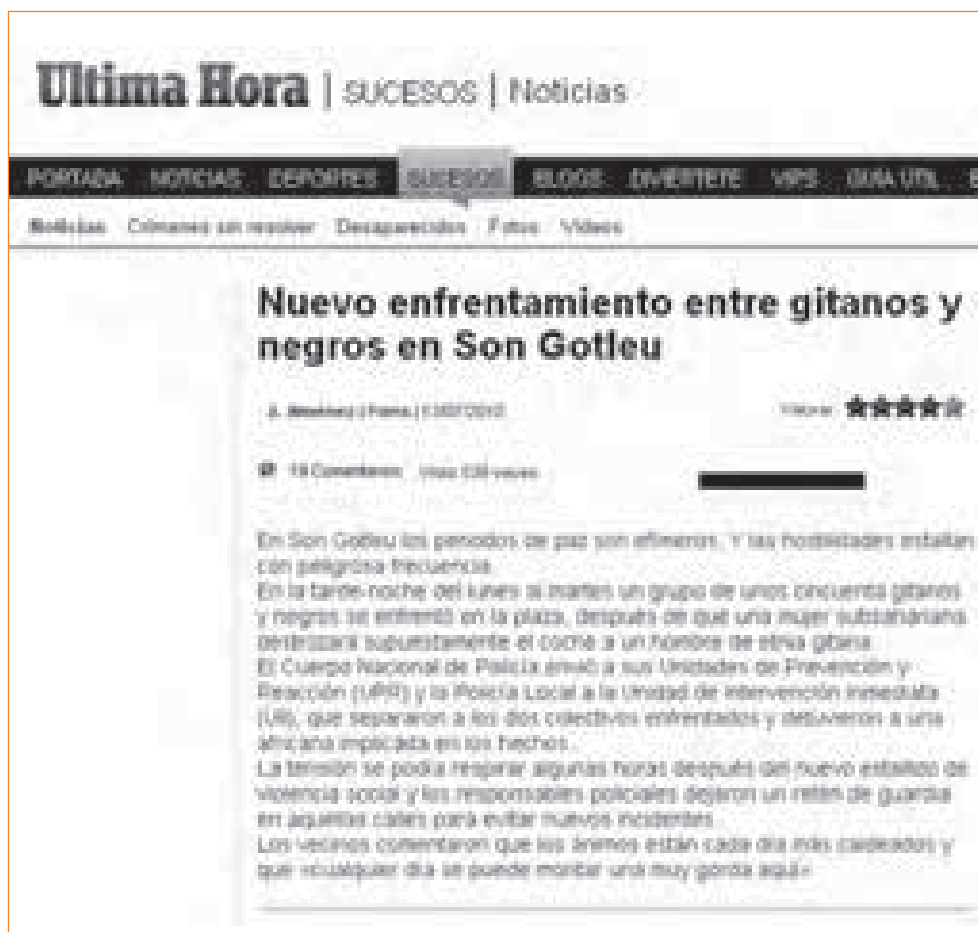 Ultima Hora | SUCESOS | Noticias
PORTADA NOTICIAS DEPORTES SUCESOS BLOGS DIVIÉRTETE VIPS GUIA UTIL
Noticias Crímenes sin resolver Desaparecidos Fotos Videos
Nuevo enfrentamiento entre gitanos y
negros en Son Gotleu
Valorar
Comentarios Visto veces
En Son Gotleu los periodos de paz son efímeros. Y las hostilidades estallan
con peligrosa frecuencia.
En la tarde-noche del lunes al martes un grupo de unos cincuenta gitanos
y negros se enfrentó en la plaza, después de que una mujer subsahariana
destrozara supuestamente el coche a un hombre de etnia gitana.
El Cuerpo Nacional de Policía envió a sus Unidades de Prevención y
Reacción (UPR) y la Policía Local a la Unidad de Intervención Inmediata
(UII), que separaron a los dos colectivos enfrentados y detuvieron a una
africana implicada en los hechos.
La tensión se podía respirar algunas horas después del nuevo estallido de
violencia social y los responsables policiales dejaron un retén de guardia
en aquellas calles para evitar nuevos incidentes.
Los vecinos comentaron que los ánimos están cada día más caldeados y
que «cualquier día se puede montar una muy gorda aquí»